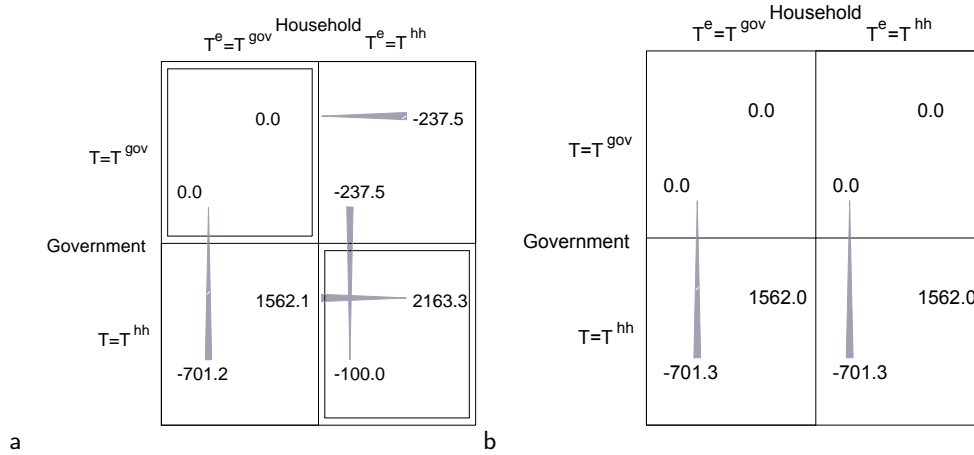 Household
T^e=T^gov T^e=T^hh
0.0 -237.5
T=T^gov
0.0 -237.5
Government
1562.1 2163.3
T=T^hh
-701.2 -100.0
a
Household
T^e=T^gov T^e=T^hh
0.0 0.0
T=T^gov
0.0 0.0
Government
1562.0 1562.0
T=T^hh
-701.3 -701.3
b